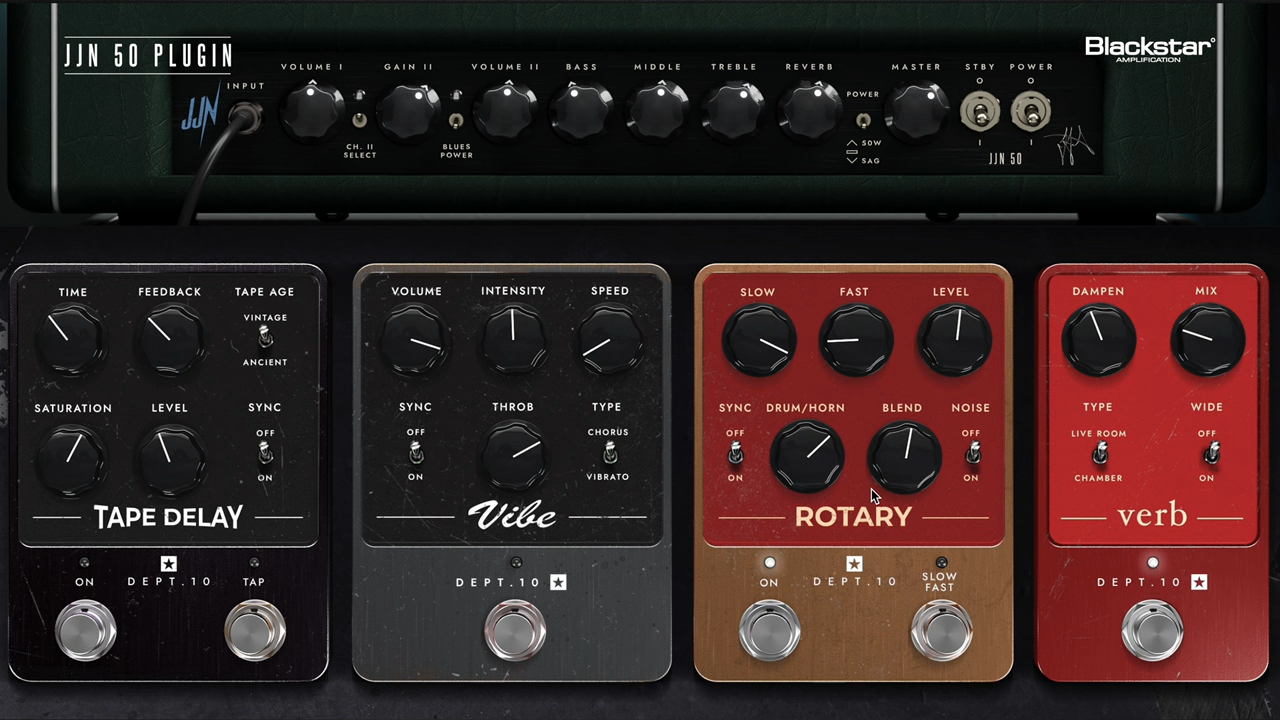 JJN 50 PLUGIN
Blackstar
AMPLIFICATION
INPUT
VOLUME I
GAIN II
VOLUME II
BASS
MIDDLE
TREBLE
REVERB
MASTER
STBY
POWER
JJN
CH. II
SELECT
BLUES
POWER
POWER
50W
SAG
O
O
I
I
JJN 50
TIME
FEEDBACK
TAPE AGE
VINTAGE
ANCIENT
SATURATION
LEVEL
SYNC
OFF
ON
TAPE DELAY
ON
DEPT.10
TAP
VOLUME
INTENSITY
SPEED
SYNC
OFF
ON
THROB
TYPE
CHORUS
VIBRATO
Vibe
DEPT.10
SLOW
FAST
LEVEL
SYNC
OFF
ON
DRUM/HORN
BLEND
NOISE
OFF
ON
ROTARY
ON
DEPT.10
SLOW
FAST
DAMPEN
MIX
TYPE
LIVE ROOM
CHAMBER
WIDE
OFF
ON
verb
DEPT.10